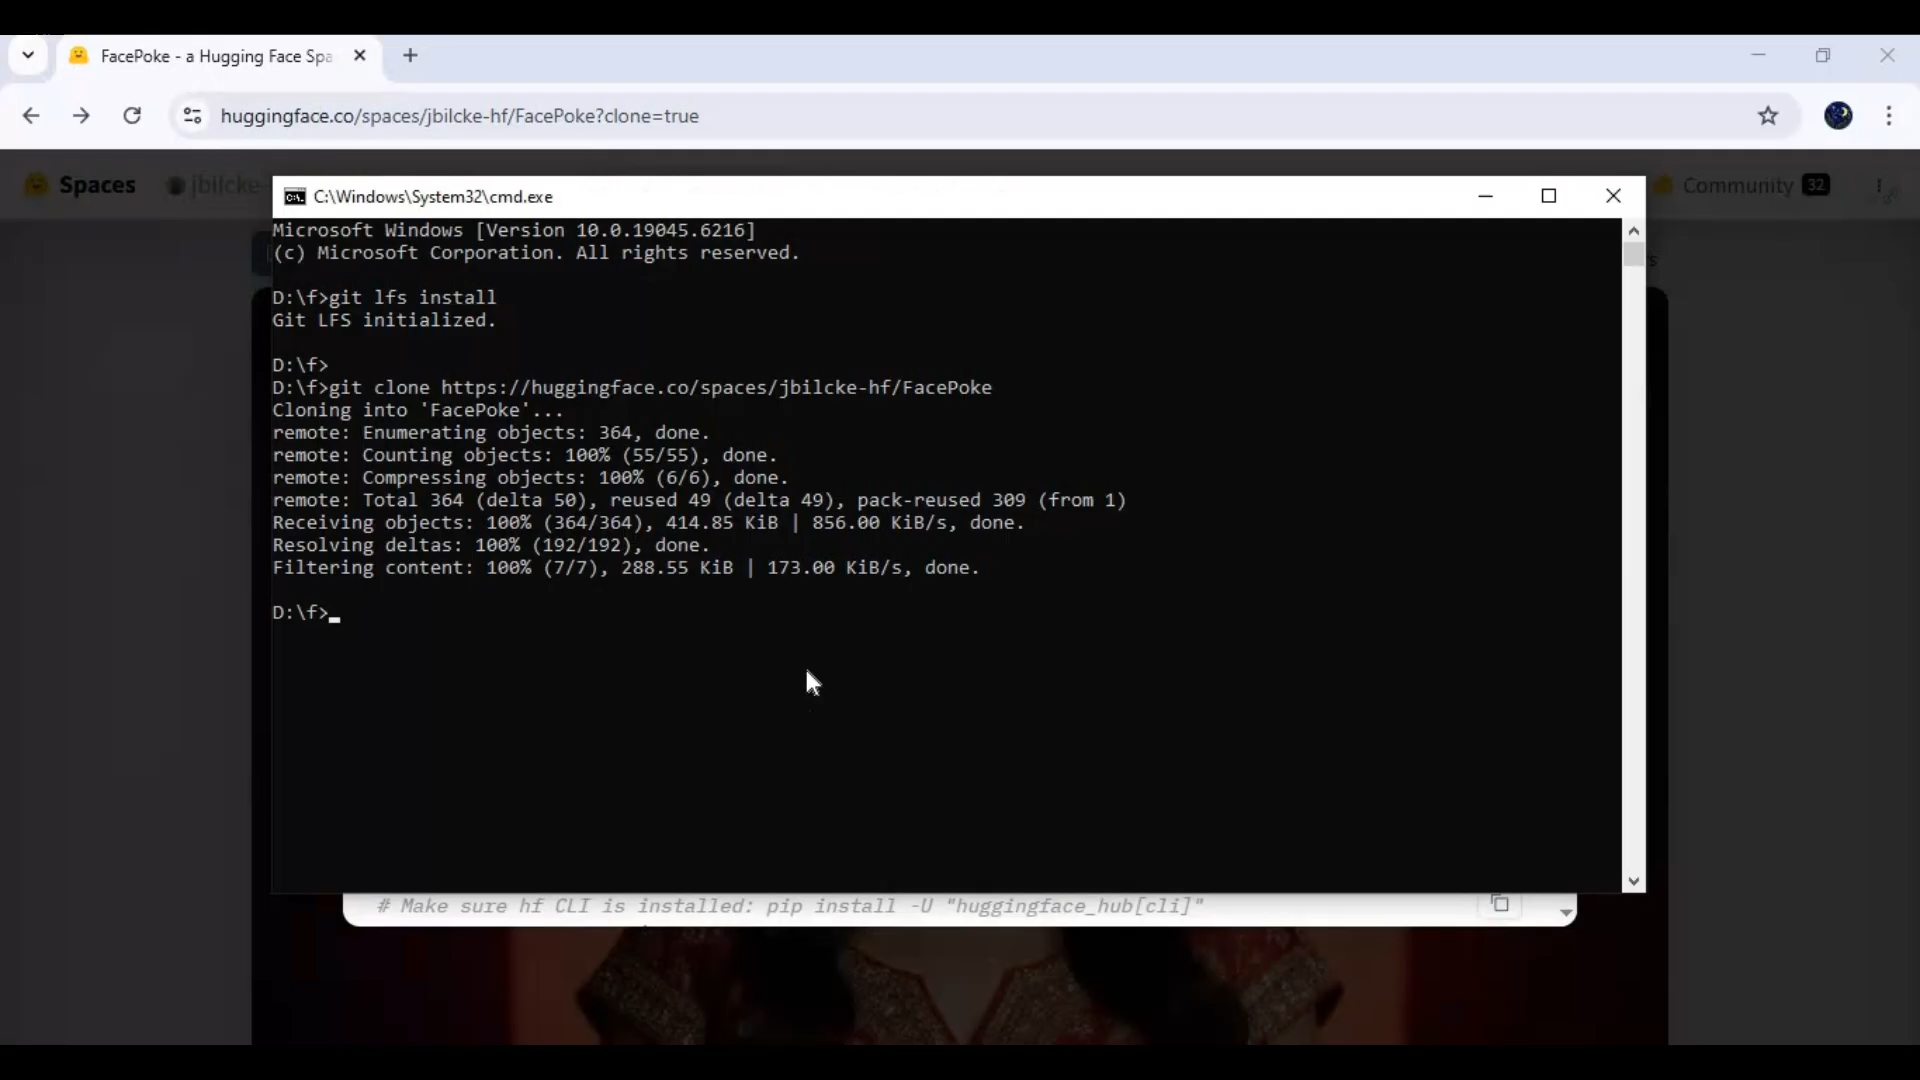 FacePoke - a Hugging Face Spa
huggingface.co/spaces/jbilcke-hf/FacePoke?clone=true
Spaces
jbilcke-
Community 32
C:\Windows\System32\cmd.exe
Microsoft Windows [Version 10.0.19045.6216]
(c) Microsoft Corporation. All rights reserved.
D:\f>git lfs install
Git LFS initialized.
D:\f>
D:\f>git clone https://huggingface.co/spaces/jbilcke-hf/FacePoke
Cloning into 'FacePoke'...
remote: Enumerating objects: 364, done.
remote: Counting objects: 100% (55/55), done.
remote: Compressing objects: 100% (6/6), done.
remote: Total 364 (delta 50), reused 49 (delta 49), pack-reused 309 (from 1)
Receiving objects: 100% (364/364), 414.85 KiB | 856.00 KiB/s, done.
Resolving deltas: 100% (192/192), done.
Filtering content: 100% (7/7), 288.55 KiB | 173.00 KiB/s, done.
D:\f>
# Make sure hf CLI is installed: pip install -U "huggingface_hub[cli]"